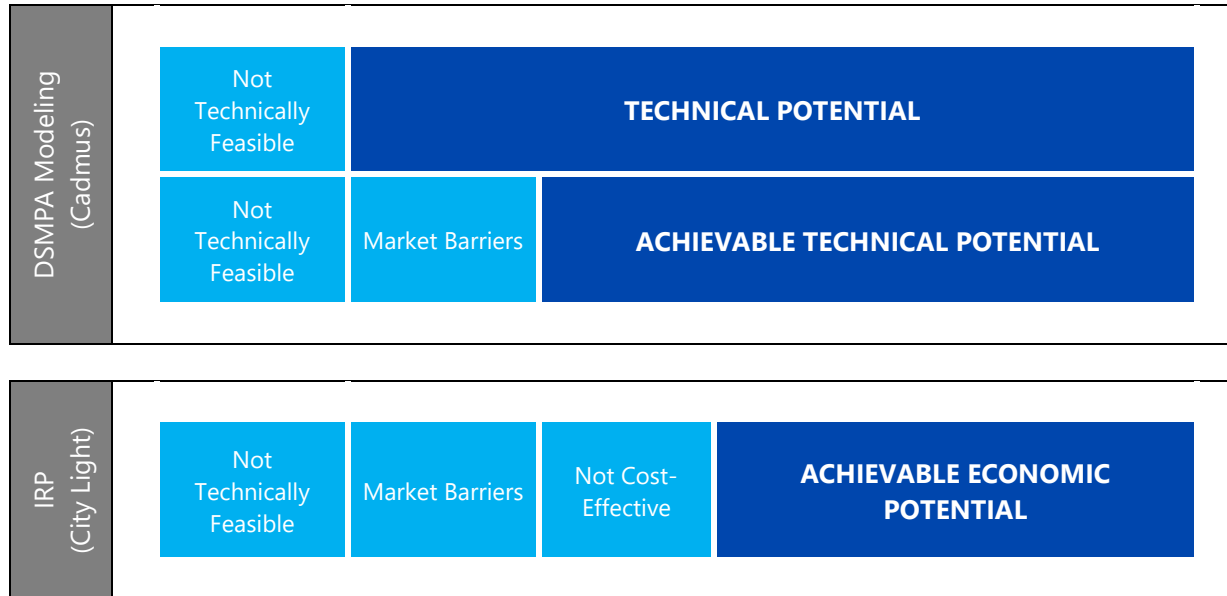 DSMPA Modeling
(Cadmus)
Not
Technically
Feasible
TECHNICAL POTENTIAL
Not
Technically
Feasible
Market Barriers
ACHIEVABLE TECHNICAL POTENTIAL
IRP
(City Light)
Not
Technically
Feasible
Market Barriers
Not Cost-
Effective
ACHIEVABLE ECONOMIC
POTENTIAL